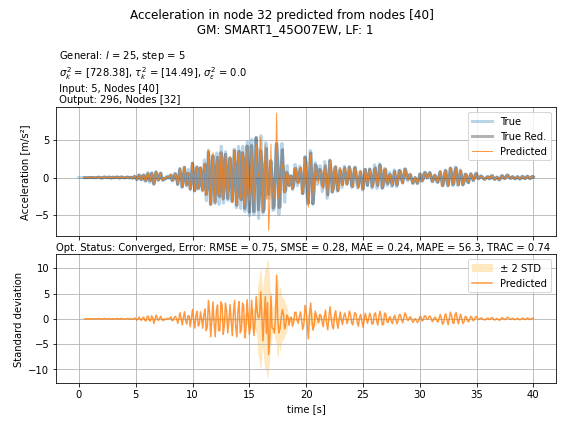 Acceleration in node 32 predicted from nodes [40]
GM: SMART1_45O07EW, LF: 1
General: l = 25, step = 5
σ²ₖ = [728.38], τ²ₖ = [14.49], σ²ε = 0.0
Input: 5, Nodes [40]
Output: 296, Nodes [32]
Acceleration [m/s²]
5
0
−5
True
True Red.
Predicted
Opt. Status: Converged, Error: RMSE = 0.75, SMSE = 0.28, MAE = 0.24, MAPE = 56.3, TRAC = 0.74
Standard deviation
10
5
0
−5
−10
± 2 STD
Predicted
0 5 10 15 20 25 30 35 40
time [s]